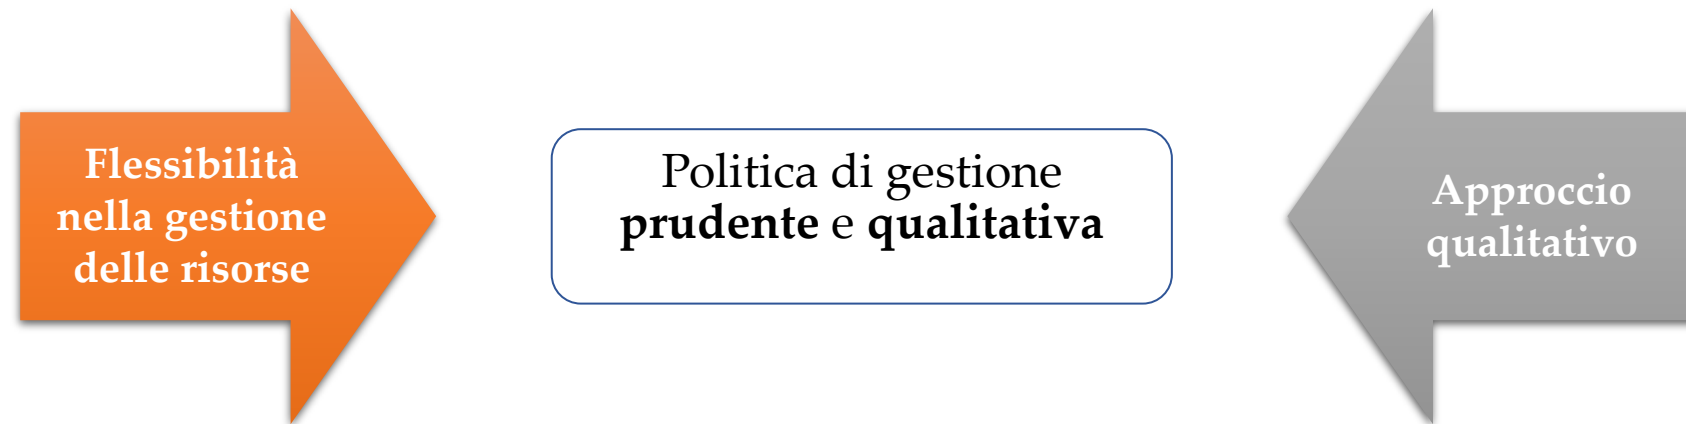 Flessibilità
nella gestione
delle risorse
Politica di gestione
prudente e qualitativa
Approccio
qualitativo